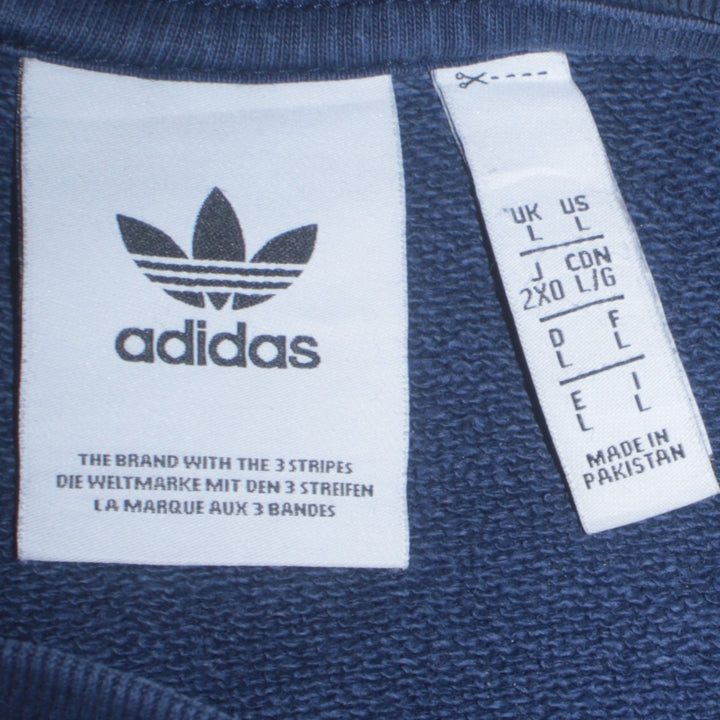 adidas
THE BRAND WITH THE 3 STRIPES
DIE WELTMARKE MIT DEN 3 STREIFEN
LA MARQUE AUX 3 BANDES
UK US
L L
J CDN
2XO L/G
D F
L L
E I
L L
MADE IN
PAKISTAN